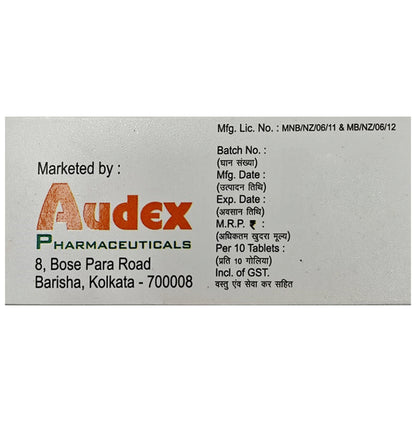 Marketed by :
Audex
PHARMACEUTICALS
8, Bose Para Road
Barisha, Kolkata - 700008
Mfg. Lic. No. : MNB/NZ/06/11 & MB/NZ/06/12
Batch No. :
(घान संख्या)
Mfg. Date :
(उत्पादन तिथि)
Exp. Date :
(अवसान तिथि)
M.R.P. ₹ :
(अधिकतम खुदरा मूल्य)
Per 10 Tablets :
(प्रति 10 गोलिया)
Incl. of GST.
वस्तु एंव सेवा कर सहित